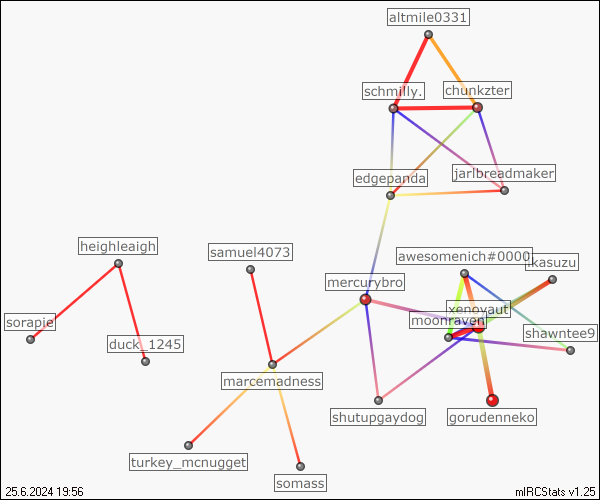 altmile0331
schmilly.
chunkzter
edgepanda
jarlbreadmaker
heighleaigh
samuel4073
awesomenich#0000
ikasuzu
mercurybro
xenoyaut
sorapie
moonraven
shawntee9
duck_1245
marcemadness
shutupgaydog
gorudenneko
turkey_mcnugget
somass
25.6.2024 19:56
mIRCStats v1.25